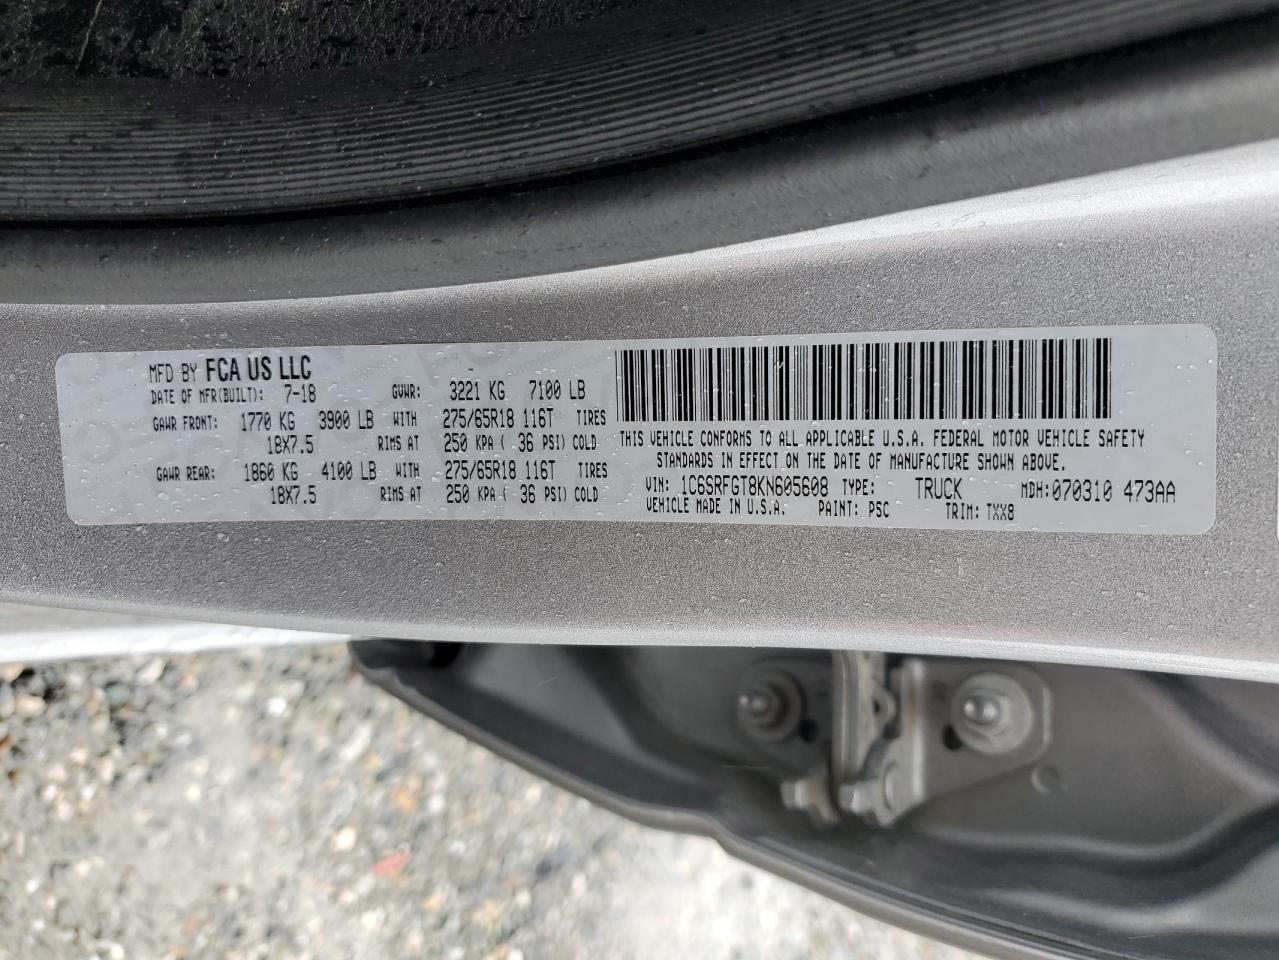 MFD BY FCA US LLC
DATE OF MFR(BUILT): 7-18 GVWR: 3221 KG 7100 LB
GAWR FRONT: 1770 KG 3900 LB WITH 275/65R18 116T TIRES
18X7.5 RIMS AT 250 KPA ( 36 PSI) COLD
GAWR REAR: 1860 KG 4100 LB WITH 275/65R18 116T TIRES
18X7.5 RIMS AT 250 KPA ( 36 PSI) COLD
THIS VEHICLE CONFORMS TO ALL APPLICABLE U.S.A. FEDERAL MOTOR VEHICLE SAFETY
STANDARDS IN EFFECT ON THE DATE OF MANUFACTURE SHOWN ABOVE.
VIN: 1C6SRFGT8KN605608 TYPE: TRUCK MDH:070310 473AA
VEHICLE MADE IN U.S.A. PAINT: PSC TRIM: TXX8